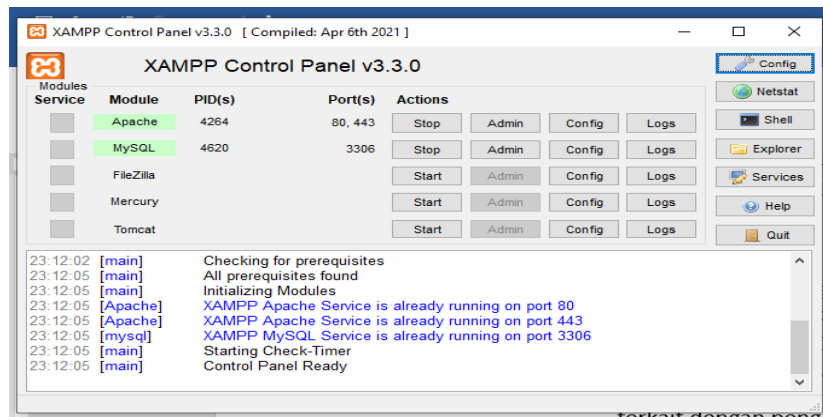 XAMPP Control Panel v3.3.0 [ Compiled: Apr 6th 2021 ]
XAMPP Control Panel v3.3.0
Config
Modules
Service Module PID(s) Port(s) Actions
Netstat
Apache 4264 80, 443 Stop Admin Config Logs
Shell
MySQL 4620 3306 Stop Admin Config Logs
Explorer
FileZilla Start Admin Config Logs
Services
Mercury Start Admin Config Logs
Help
Tomcat Start Admin Config Logs
Quit
23:12:02 [main] Checking for prerequisites
23:12:05 [main] All prerequisites found
23:12:05 [main] Initializing Modules
23:12:05 [Apache] XAMPP Apache Service is already running on port 80
23:12:05 [Apache] XAMPP Apache Service is already running on port 443
23:12:05 [mysql] XAMPP MySQL Service is already running on port 3306
23:12:05 [main] Starting Check-Timer
23:12:05 [main] Control Panel Ready
terkait dengan